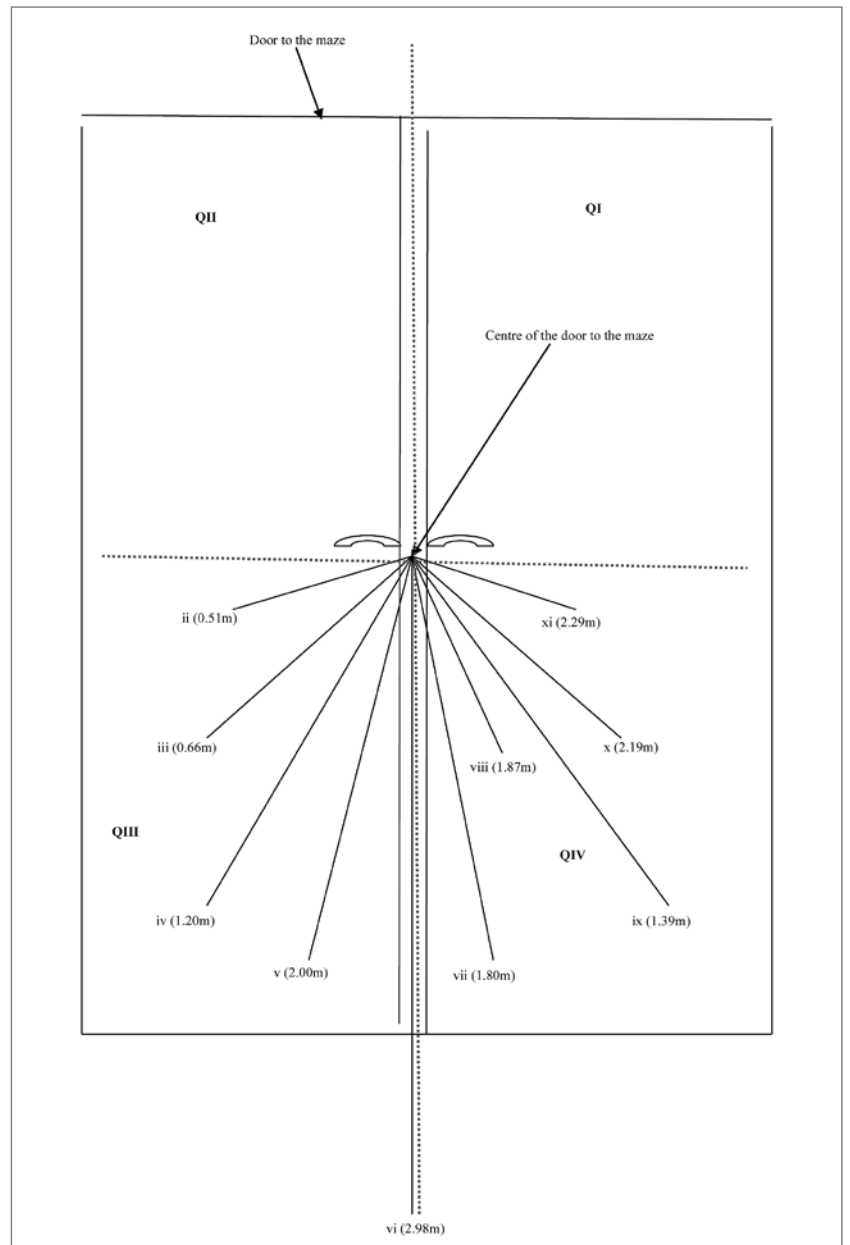 Door to the maze
QII
QI
Centre of the door to the maze
ii (0.51m)
xi (2.29m)
iii (0.66m)
x (2.19m)
viii (1.87m)
QIII
QIV
iv (1.20m)
ix (1.39m)
v (2.00m)
vii (1.80m)
vi (2.98m)